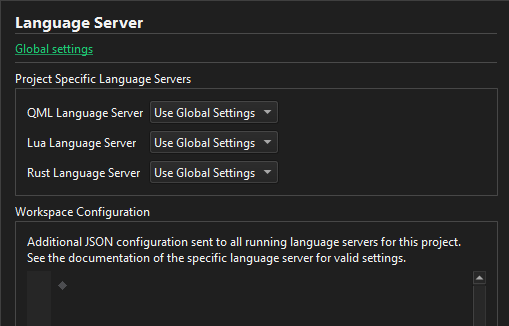 Language Server
Global settings
Project Specific Language Servers
QML Language Server Use Global Settings
Lua Language Server Use Global Settings
Rust Language Server Use Global Settings
Workspace Configuration
Additional JSON configuration sent to all running language servers for this project.
See the documentation of the specific language server for valid settings.